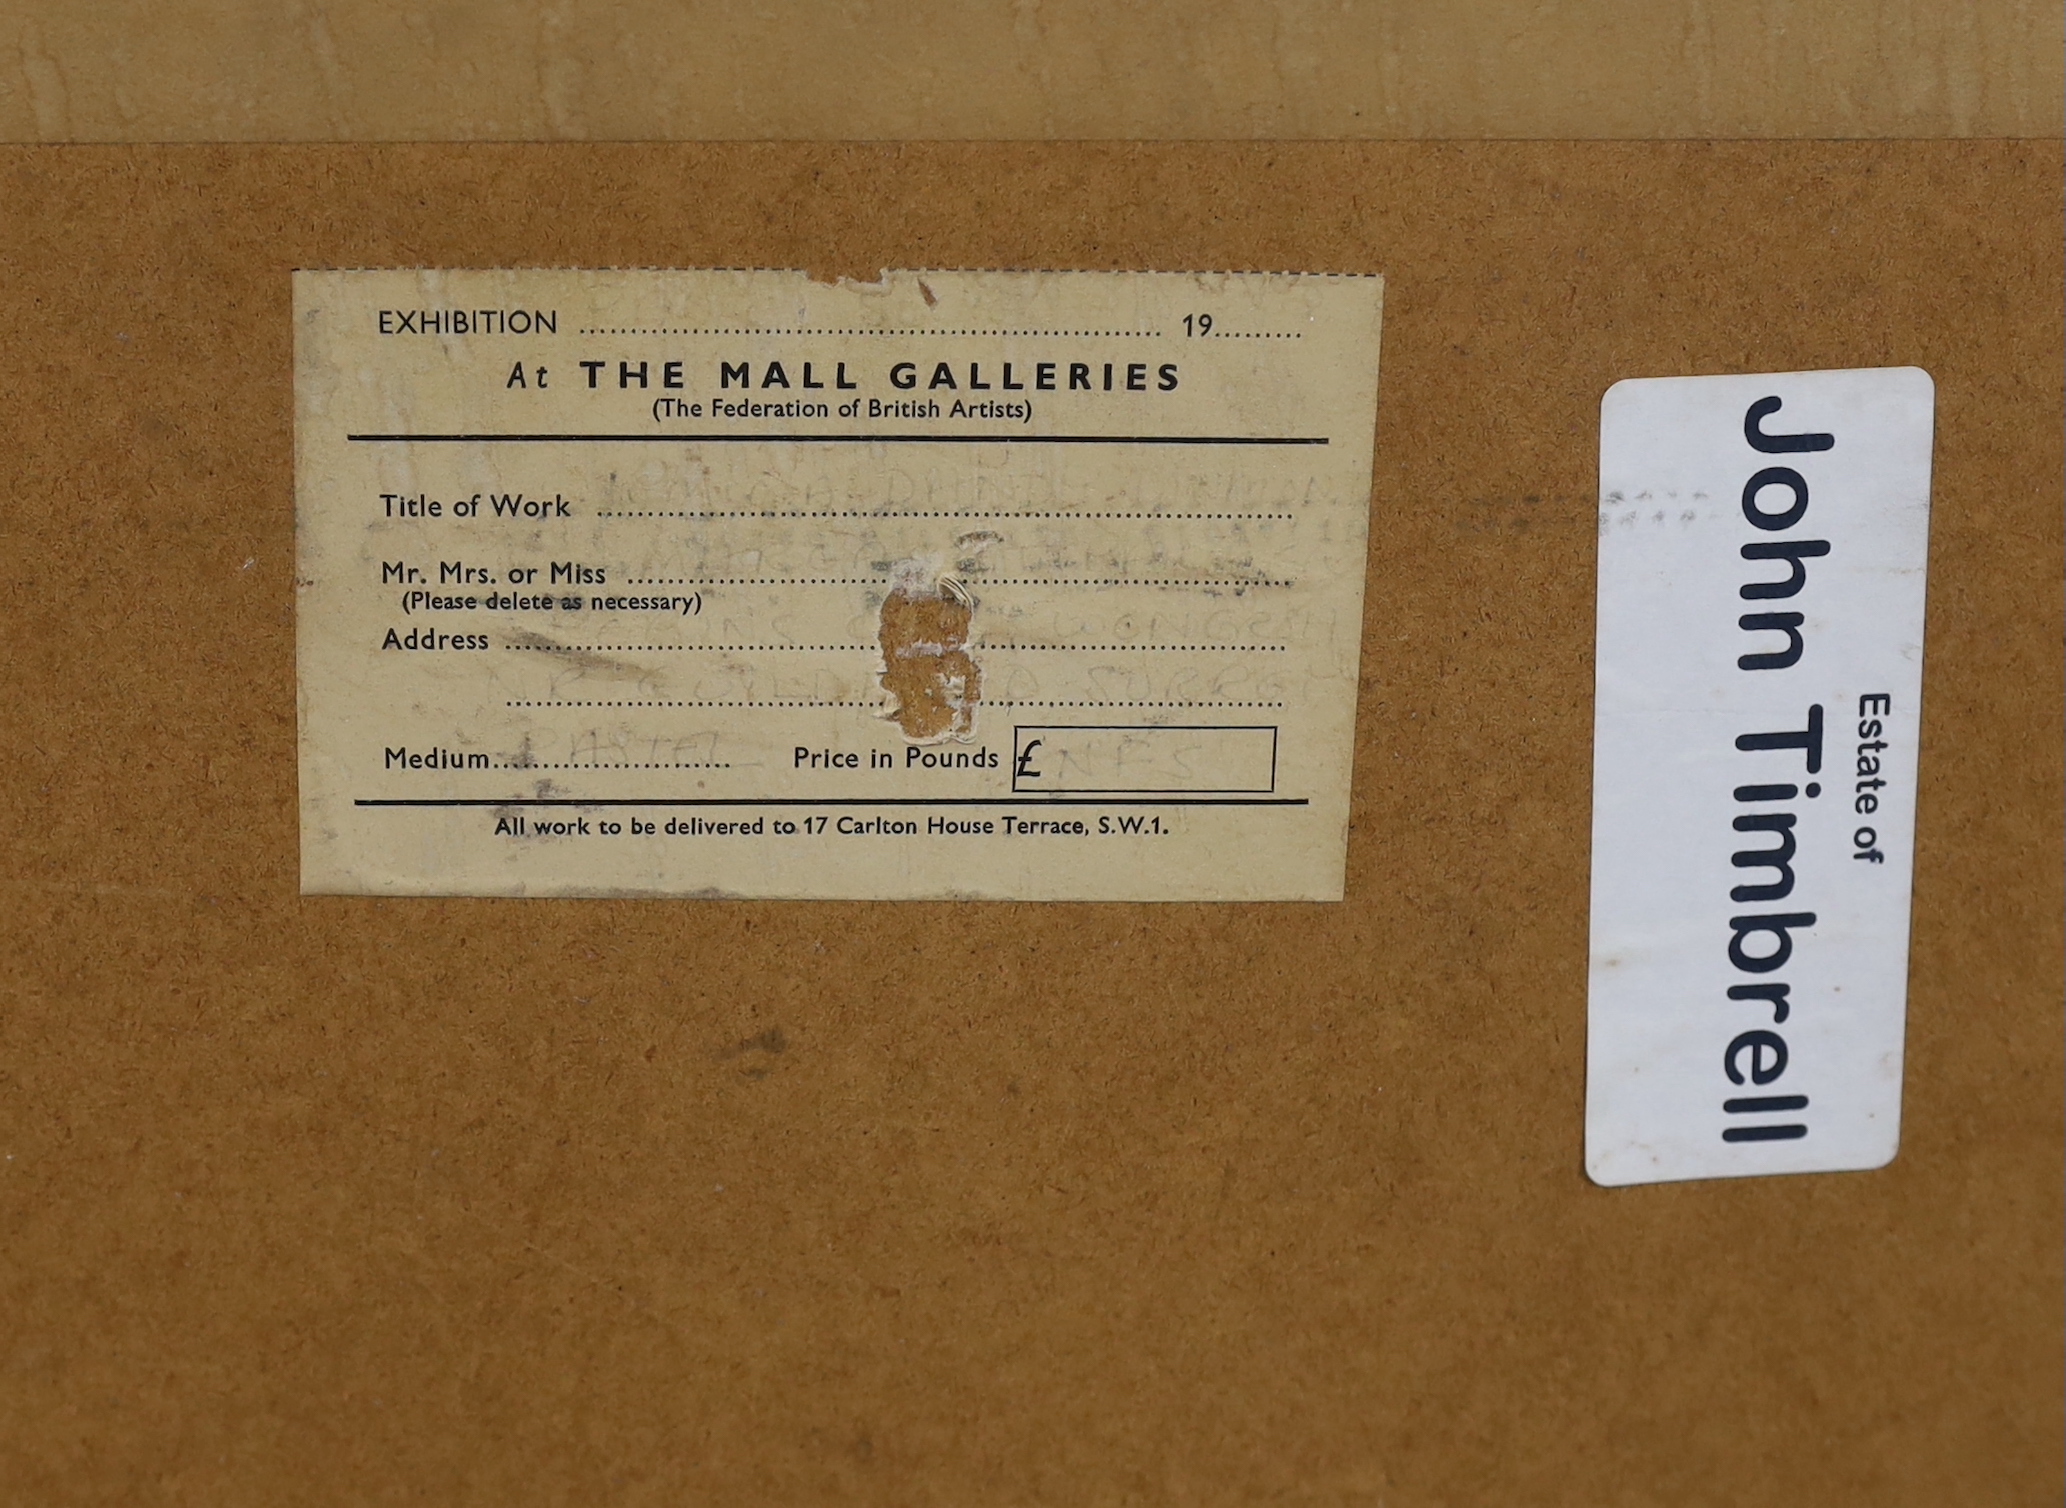 EXHIBITION ........................................ 19.........
At THE MALL GALLERIES
(The Federation of British Artists)
Title of Work ........................................
Mr. Mrs. or Miss ........................................
(Please delete as necessary)
Address ........................................
Medium........................ Price in Pounds £ NFS
All work to be delivered to 17 Carlton House Terrace, S.W.1.
Estate of
John Timbrell